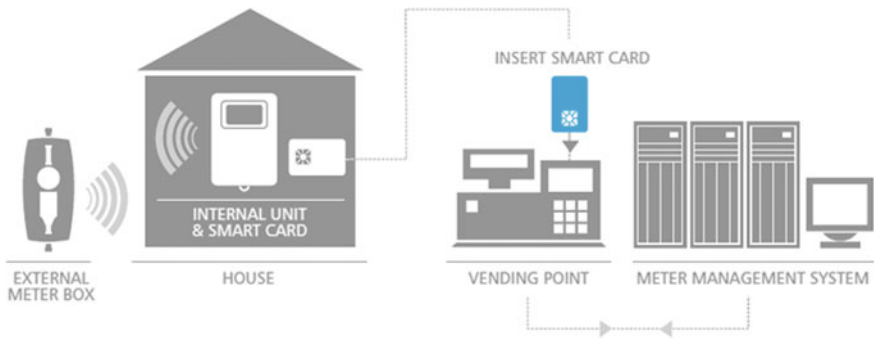 INSERT SMART CARD
INTERNAL UNIT
& SMART CARD
EXTERNAL
METER BOX
HOUSE
VENDING POINT
METER MANAGEMENT SYSTEM